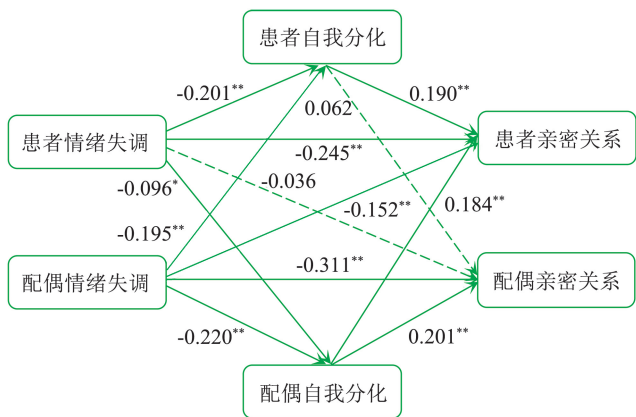 患者自我分化
-0.201**
0.062
0.190**
患者情绪失调
患者亲密关系
-0.245**
-0.096*
-0.036
-0.152**
0.184**
-0.195**
配偶情绪失调
-0.311**
配偶亲密关系
-0.220**
0.201**
配偶自我分化